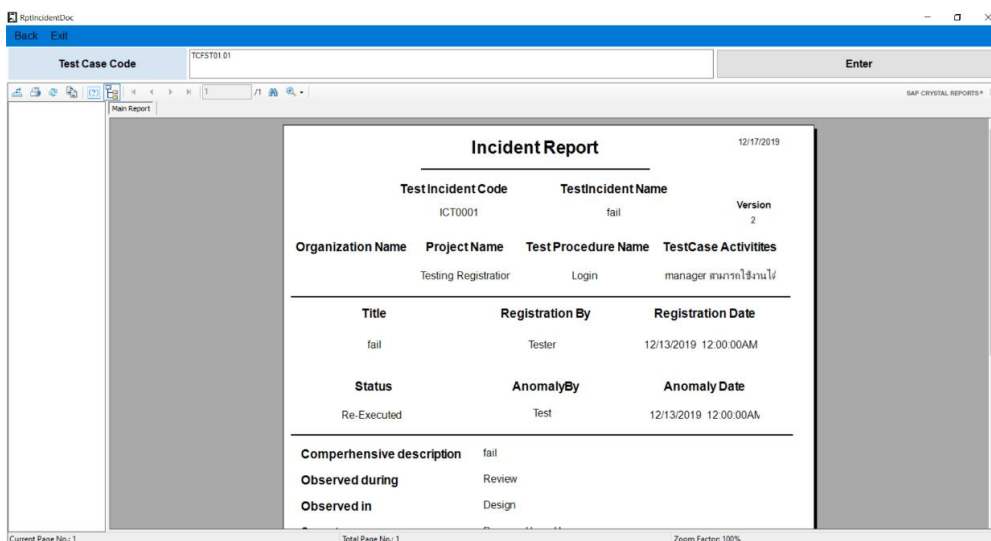 RptIncidentDoc
Back Exit
Test Case Code
TCFST01.01
Enter
1 /1
SAP CRYSTAL REPORTS®
Main Report
Incident Report
12/17/2019
Test Incident Code TestIncident Name
ICT0001 fail
Version
2
Organization Name Project Name Test Procedure Name TestCase Activitites
Testing Registratior Login manager สามารถใช้งานได้
Title Registration By Registration Date
fail Tester 12/13/2019 12:00:00AM
Status AnomalyBy Anomaly Date
Re-Executed Test 12/13/2019 12:00:00AM
Comperhensive description fail
Observed during Review
Observed in Design
Current Page No.: 1 Total Page No.: 1 Zoom Factor: 100%